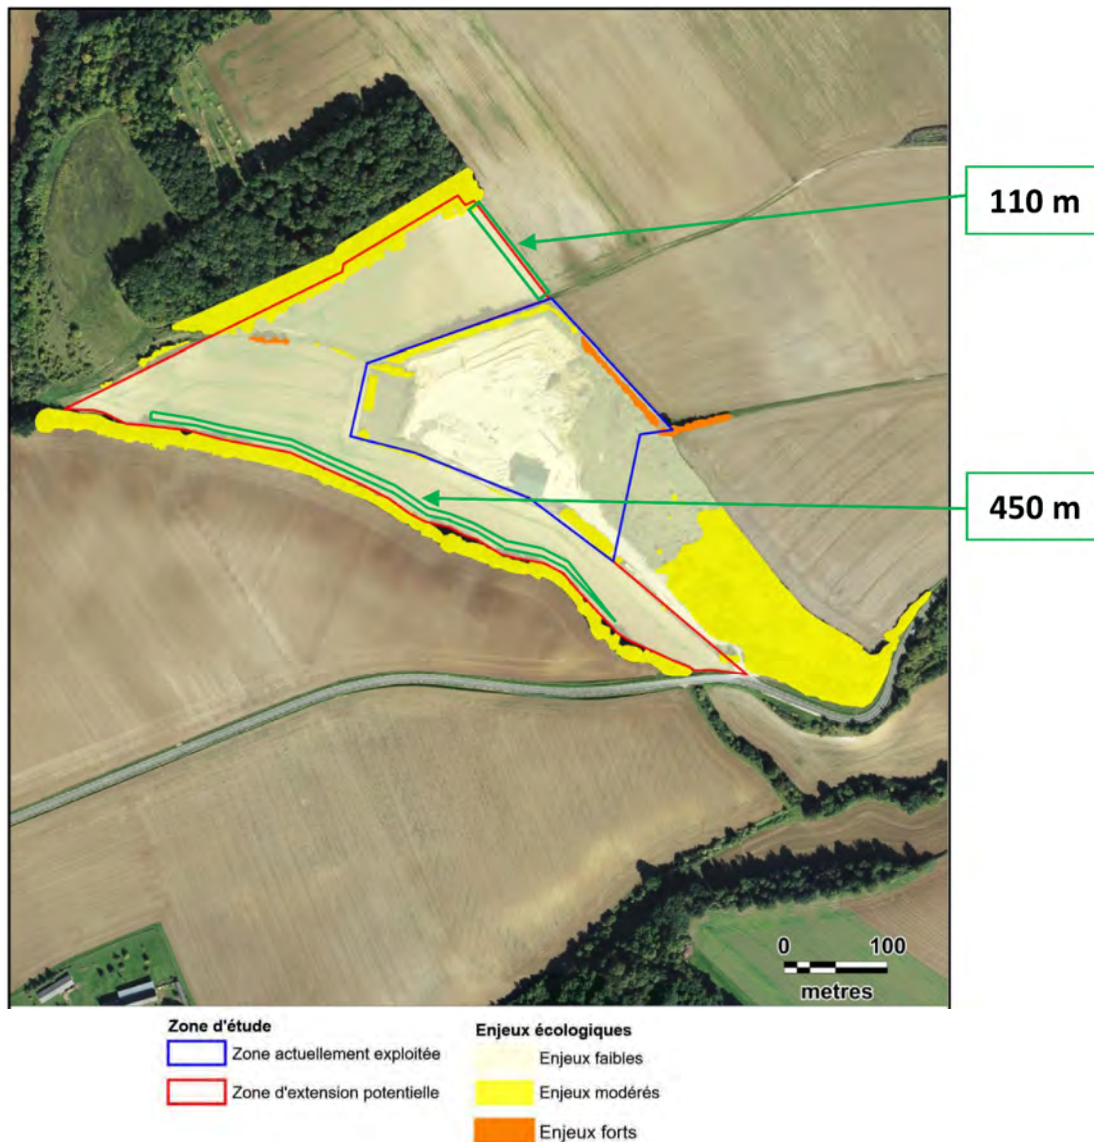 110 m
450 m
0 100
metres
Zone d'étude
Zone actuellement exploitée
Zone d'extension potentielle
Enjeux écologiques
Enjeux faibles
Enjeux modérés
Enjeux forts